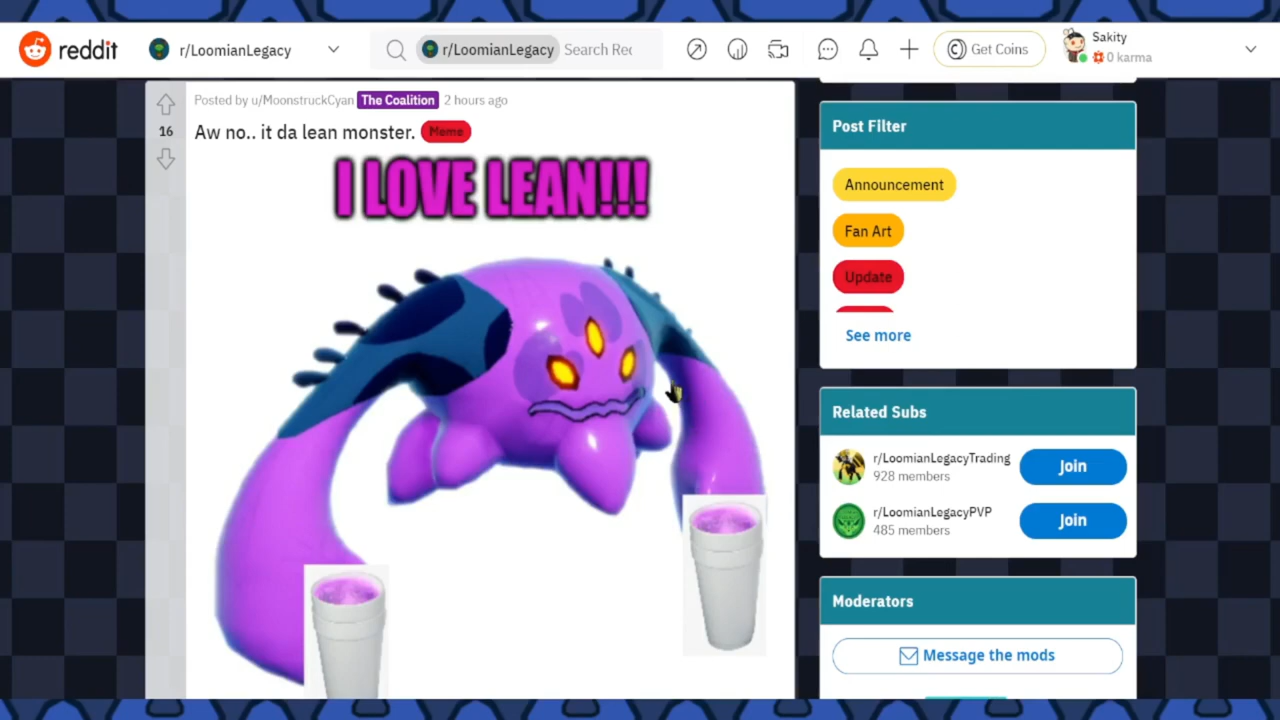 reddit
r/LoomianLegacy
r/LoomianLegacy Search Rec
Get Coins
Sakity
0 karma
Posted by u/MoonstruckCyan The Coalition 2 hours ago
16
Aw no.. it da lean monster. Meme
I LOVE LEAN!!!
Post Filter
Announcement
Fan Art
Update
See more
Related Subs
r/LoomianLegacyTrading
928 members
Join
r/LoomianLegacyPVP
485 members
Join
Moderators
Message the mods